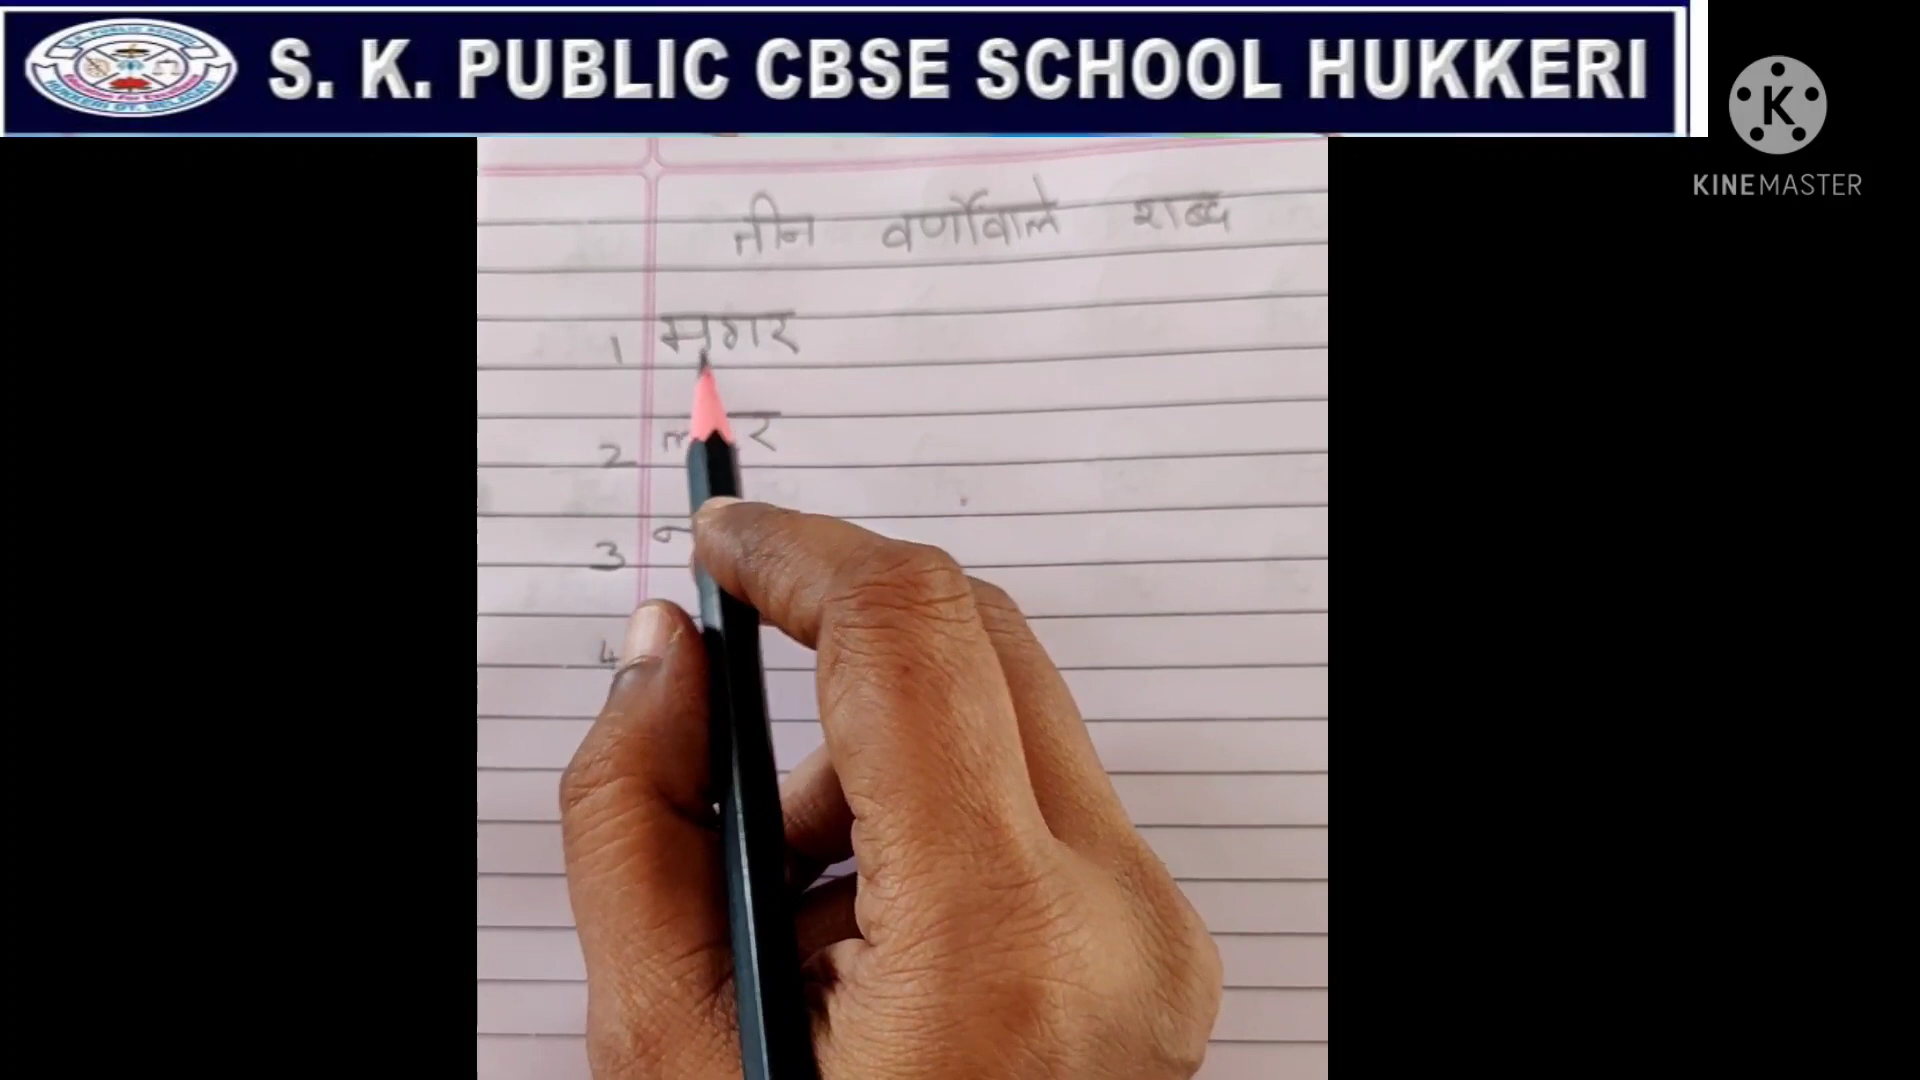 S. K. PUBLIC CBSE SCHOOL HUKKERI
K
KINEMASTER
तीन वर्णोंवाले शब्द
1 मगर
2
3
4